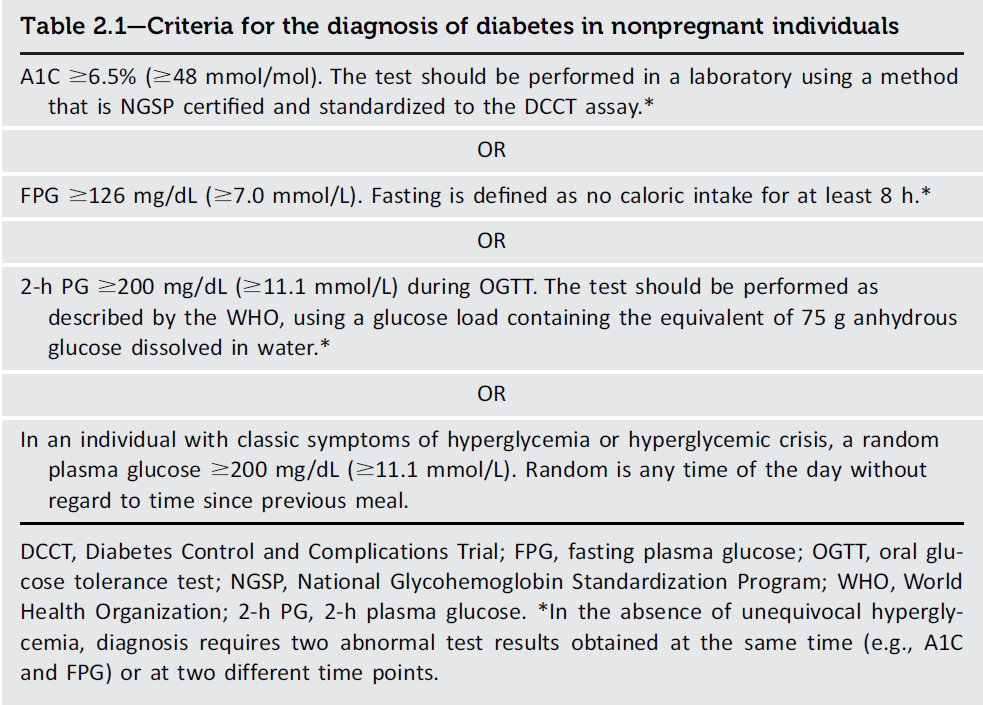 Table 2.1—Criteria for the diagnosis of diabetes in nonpregnant individuals
A1C ≥6.5% (≥48 mmol/mol). The test should be performed in a laboratory using a method
that is NGSP certified and standardized to the DCCT assay.*
OR
FPG ≥126 mg/dL (≥7.0 mmol/L). Fasting is defined as no caloric intake for at least 8 h.*
OR
2-h PG ≥200 mg/dL (≥11.1 mmol/L) during OGTT. The test should be performed as
described by the WHO, using a glucose load containing the equivalent of 75 g anhydrous
glucose dissolved in water.*
OR
In an individual with classic symptoms of hyperglycemia or hyperglycemic crisis, a random
plasma glucose ≥200 mg/dL (≥11.1 mmol/L). Random is any time of the day without
regard to time since previous meal.
DCCT, Diabetes Control and Complications Trial; FPG, fasting plasma glucose; OGTT, oral glu-
cose tolerance test; NGSP, National Glycohemoglobin Standardization Program; WHO, World
Health Organization; 2-h PG, 2-h plasma glucose. *In the absence of unequivocal hypergly-
cemia, diagnosis requires two abnormal test results obtained at the same time (e.g., A1C
and FPG) or at two different time points.